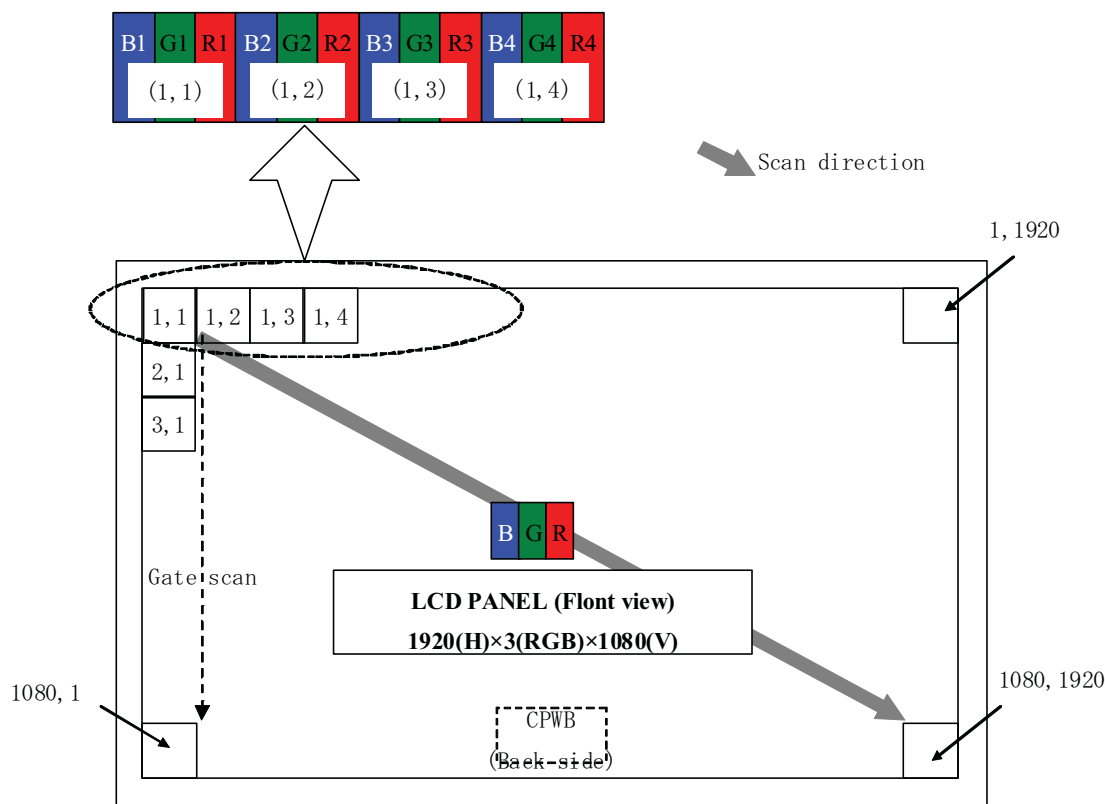 B1 G1 R1 B2 G2 R2 B3 G3 R3 B4 G4 R4
(1,1) (1,2) (1,3) (1,4)
Scan direction
1,1920
1,1 1,2 1,3 1,4
2,1
3,1
B G R
Gate scan
LCD PANEL (Flont view)
1920(H)×3(RGB)×1080(V)
1080,1
1080,1920
CPWB
(Back-side)